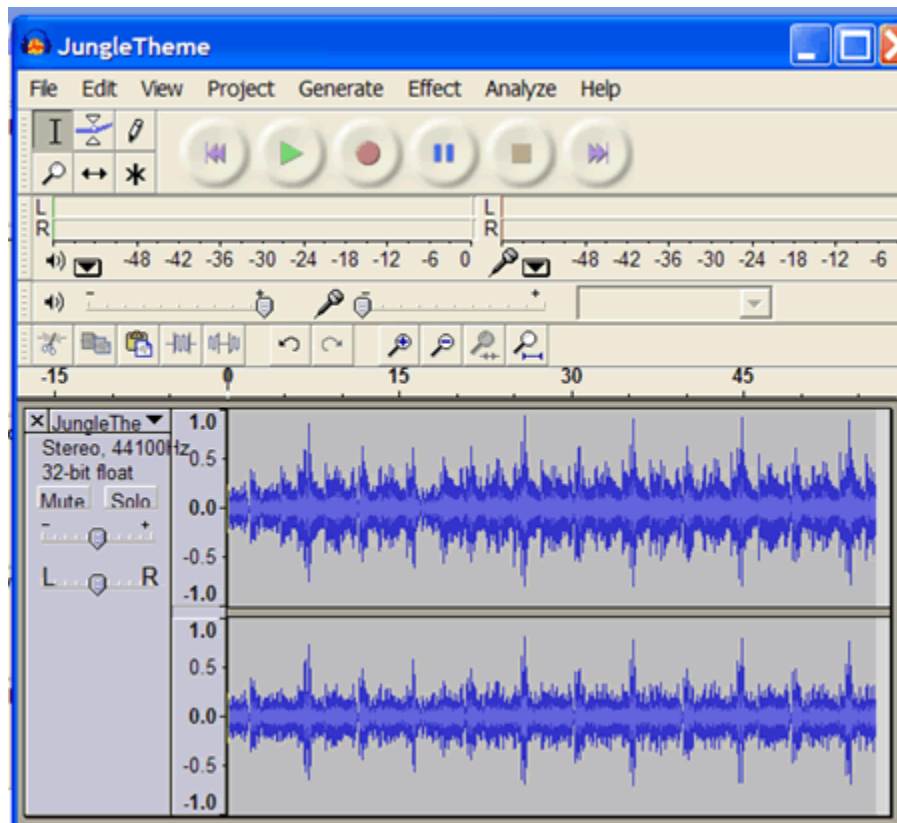 JungleTheme
File Edit View Project Generate Effect Analyze Help
L L
R R
-48 -42 -36 -30 -24 -18 -12 -6 0 -48 -42 -36 -30 -24 -18 -12 -6
- + - +
-15 0 15 30 45
JungleThe 1.0
Stereo, 44100Hz 0.5
32-bit float
Mute Solo 0.0
- +
-0.5
L R
-1.0
1.0
0.5
0.0
-0.5
-1.0